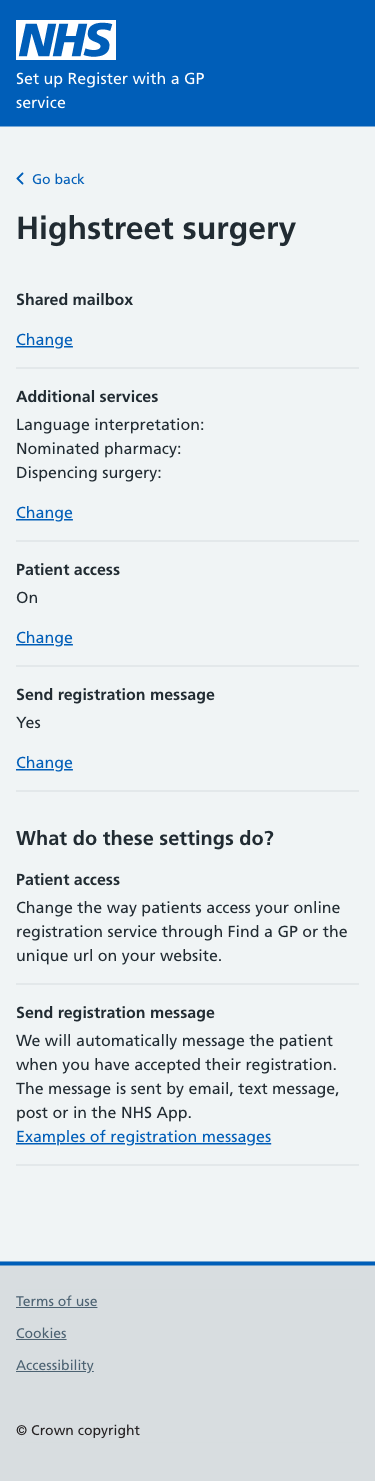 NHS
Set up Register with a GP
service
Go back
Highstreet surgery
Shared mailbox
Change
Additional services
Language interpretation:
Nominated pharmacy:
Dispencing surgery:
Change
Patient access
On
Change
Send registration message
Yes
Change
What do these settings do?
Patient access
Change the way patients access your online
registration service through Find a GP or the
unique url on your website.
Send registration message
We will automatically message the patient
when you have accepted their registration.
The message is sent by email, text message,
post or in the NHS App.
Examples of registration messages
Terms of use
Cookies
Accessibility
© Crown copyright